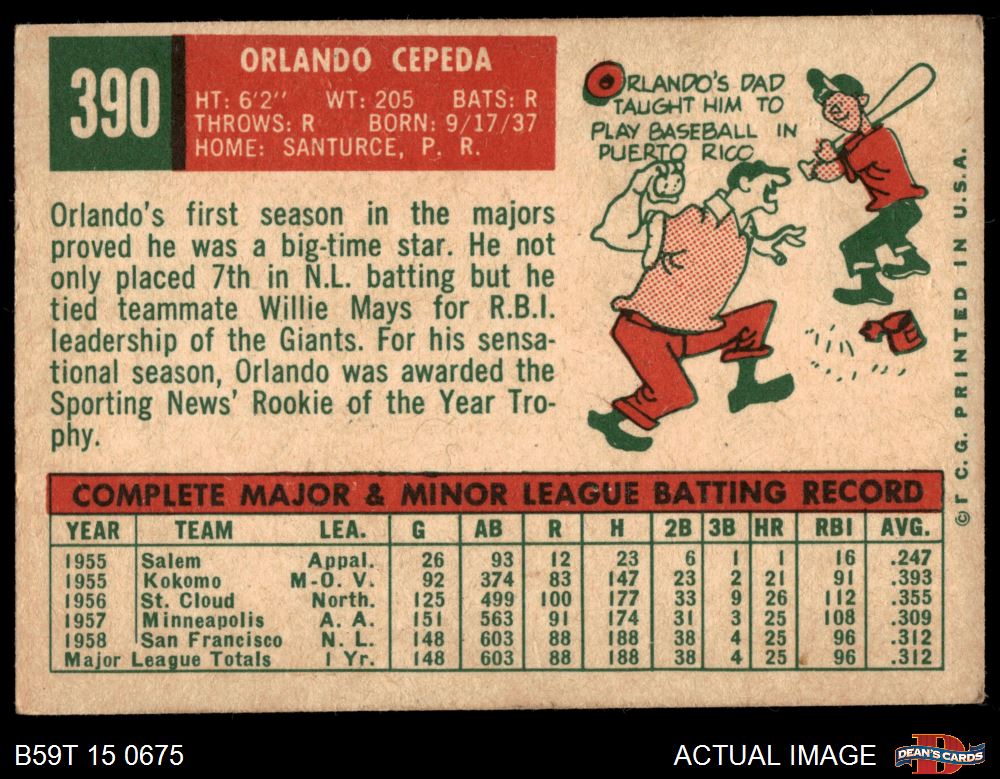 390
ORLANDO CEPEDA
HT: 6'2" WT: 205 BATS: R
THROWS: R BORN: 9/17/37
HOME: SANTURCE, P. R.
ORLANDO'S DAD
TAUGHT HIM TO
PLAY BASEBALL IN
PUERTO RICO
Orlando's first season in the majors
proved he was a big-time star. He not
only placed 7th in N.L. batting but he
tied teammate Willie Mays for R.B.I.
leadership of the Giants. For his sensa-
tional season, Orlando was awarded the
Sporting News' Rookie of the Year Tro-
phy.
COMPLETE MAJOR & MINOR LEAGUE BATTING RECORD
YEAR TEAM LEA. G AB R H 2B 3B HR RBI AVG.
1955 Salem Appal. 26 93 12 23 6 1 1 16 .247
1955 Kokomo M-O. V. 92 374 83 147 23 2 21 91 .393
1956 St. Cloud North. 125 499 100 177 33 9 26 112 .355
1957 Minneapolis A. A. 151 563 91 174 31 3 25 108 .309
1958 San Francisco N. L. 148 603 88 188 38 4 25 96 .312
Major League Totals 1 Yr. 148 603 88 188 38 4 25 96 .312
© T. C. G. PRINTED IN U.S.A.
B59T 15 0675
ACTUAL IMAGE
D
DEAN'S CARDS